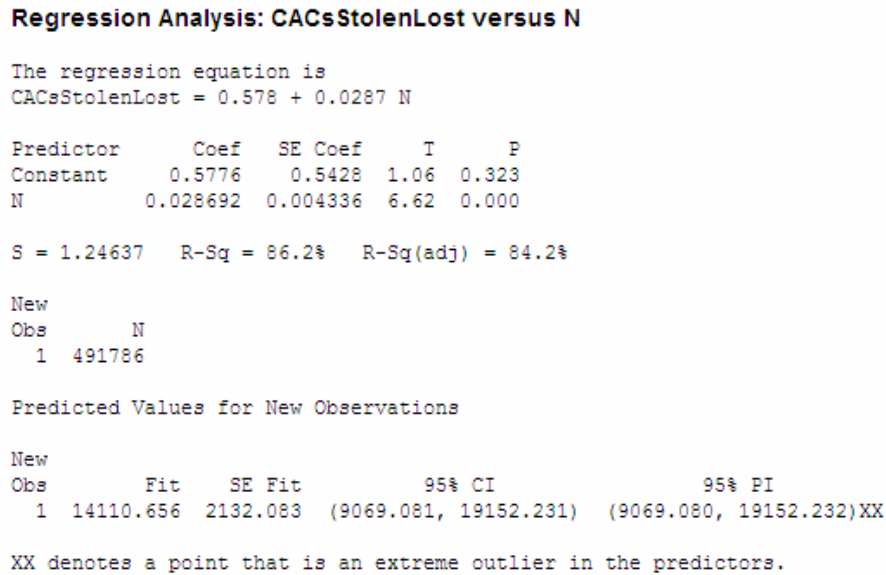 Regression Analysis: CACsStolenLost versus N
The regression equation is
CACsStolenLost = 0.578 + 0.0287 N
Predictor Coef SE Coef T P
Constant 0.5776 0.5428 1.06 0.323
N 0.028692 0.004336 6.62 0.000
S = 1.24637 R-Sq = 86.2% R-Sq(adj) = 84.2%
New
Obs N
1 491786
Predicted Values for New Observations
New
Obs Fit SE Fit 95% CI 95% PI
1 14110.656 2132.083 (9069.081, 19152.231) (9069.080, 19152.232)XX
XX denotes a point that is an extreme outlier in the predictors.